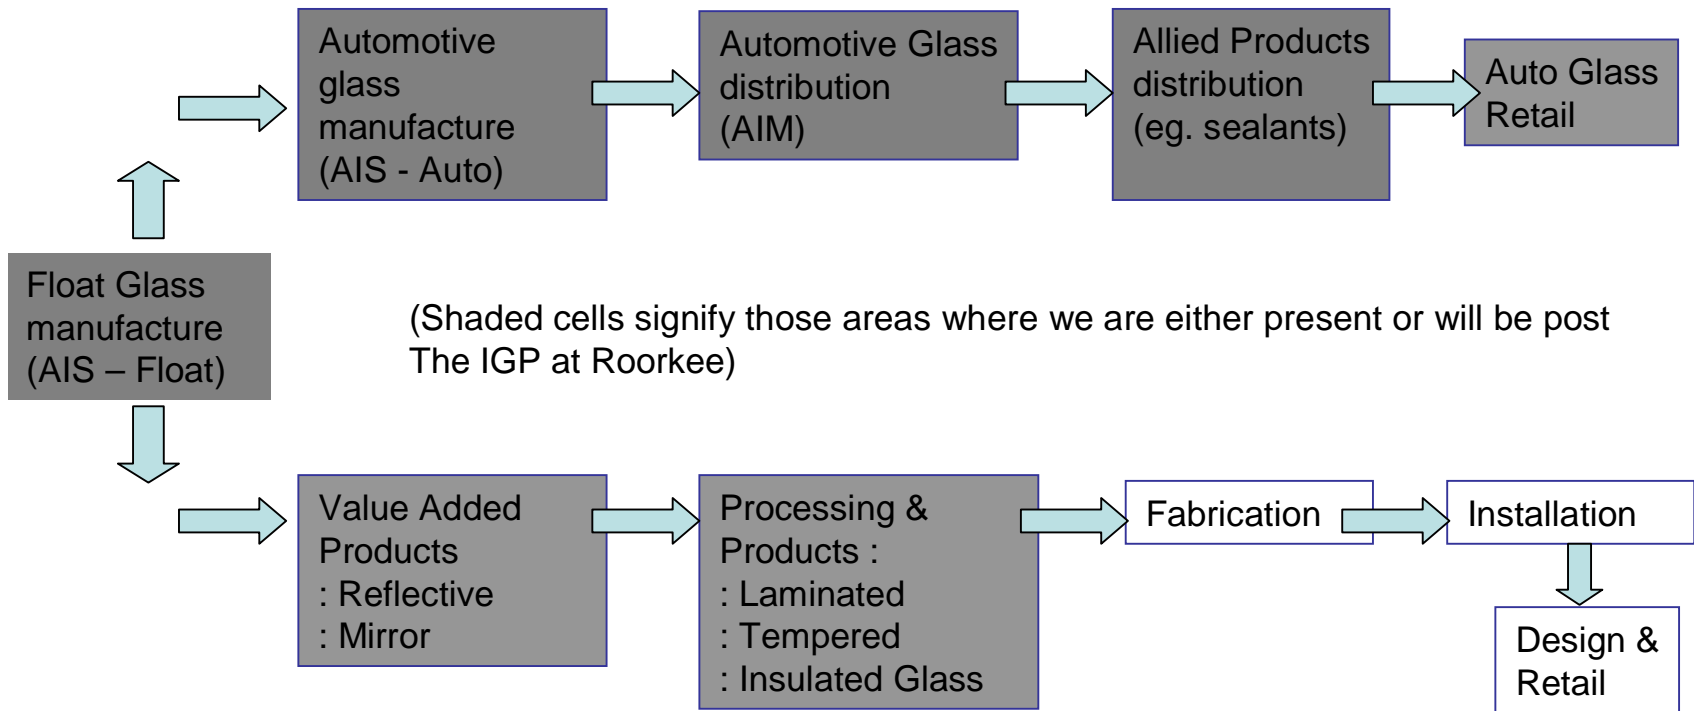 Automotive
glass
manufacture
(AIS - Auto)
Automotive Glass
distribution
(AIM)
Allied Products
distribution
(eg. sealants)
Auto Glass
Retail
Float Glass
manufacture
(AIS – Float)
(Shaded cells signify those areas where we are either present or will be post
The IGP at Roorkee)
Value Added
Products
: Reflective
: Mirror
Processing &
Products :
: Laminated
: Tempered
: Insulated Glass
Fabrication
Installation
Design &
Retail